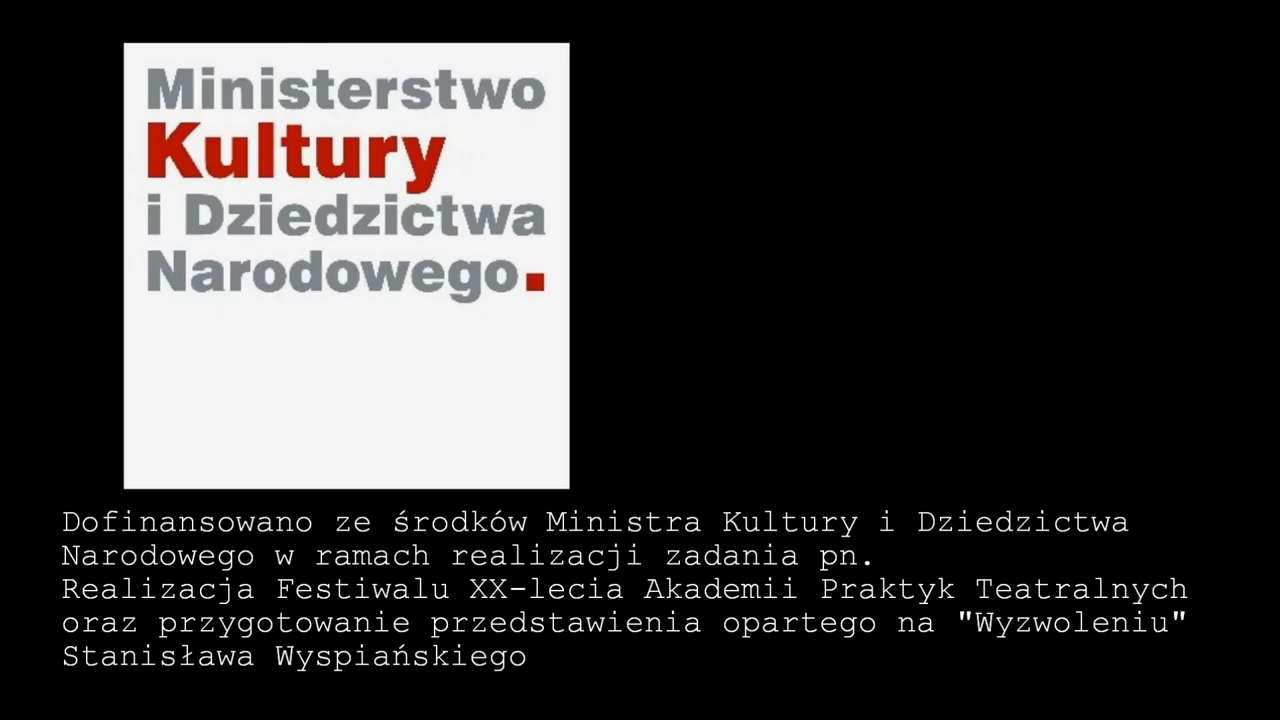 Ministerstwo
Kultury
i Dziedzictwa
Narodowego.
Dofinansowano ze środków Ministra Kultury i Dziedzictwa
Narodowego w ramach realizacji zadania pn.
Realizacja Festiwalu XX-lecia Akademii Praktyk Teatralnych
oraz przygotowanie przedstawienia opartego na "Wyzwoleniu"
Stanisława Wyspiańskiego